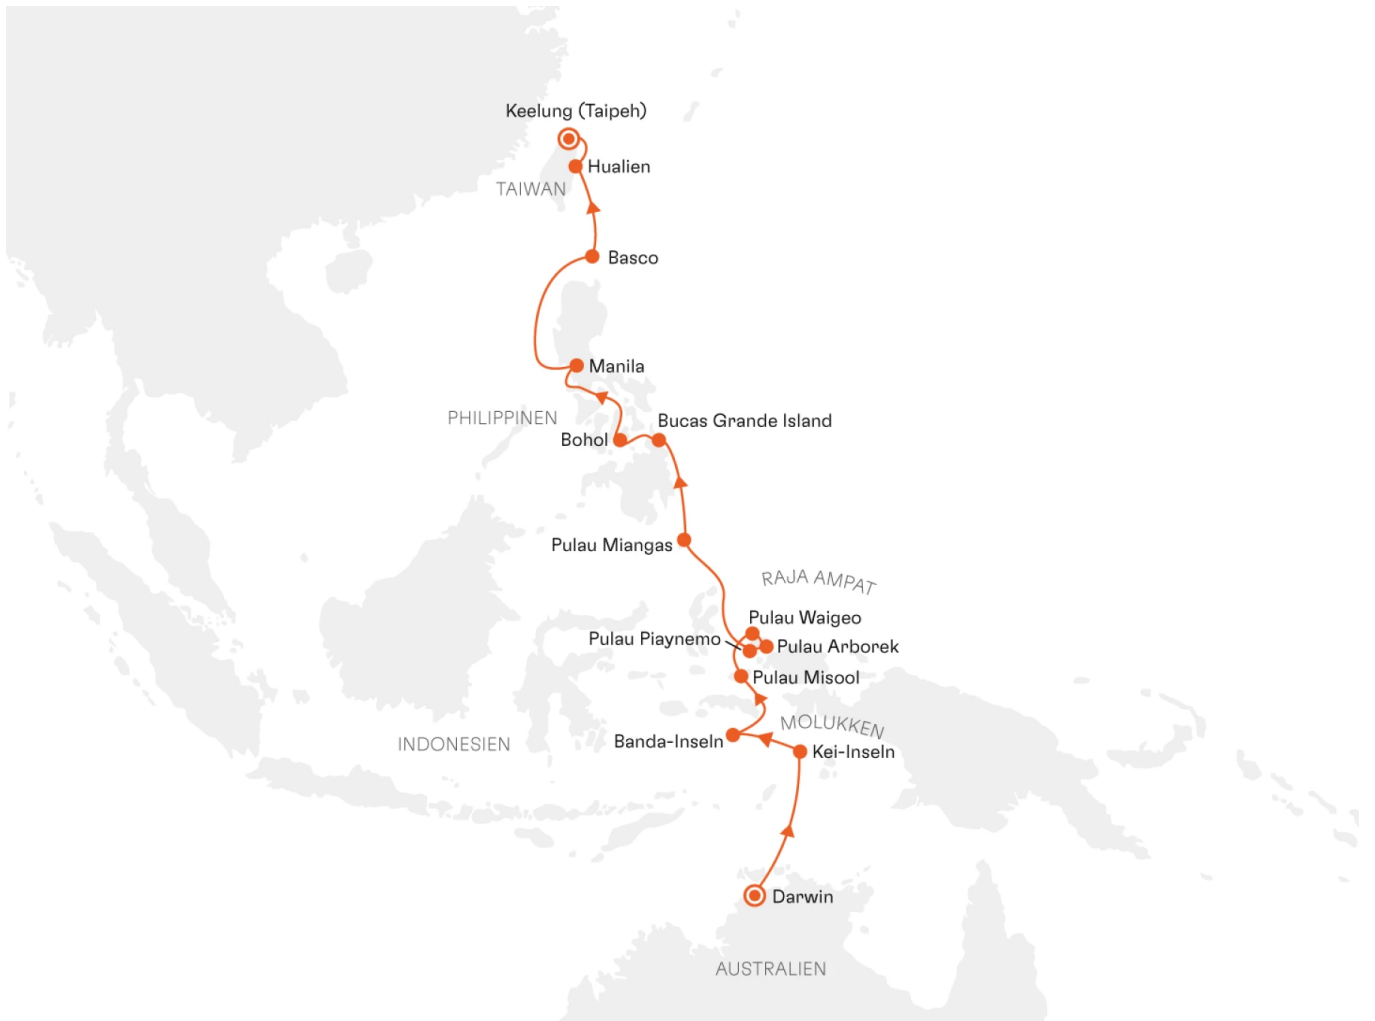 Keelung (Taipeh)
Hualien
TAIWAN
Basco
Manila
PHILIPPINEN
Bucas Grande Island
Bohol
Pulau Miangas
RAJA AMPAT
Pulau Waigeo
Pulau Piaynemo
Pulau Arborek
Pulau Misool
MOLUKKEN
Banda-Inseln
INDONESIEN
Kei-Inseln
Darwin
AUSTRALIEN